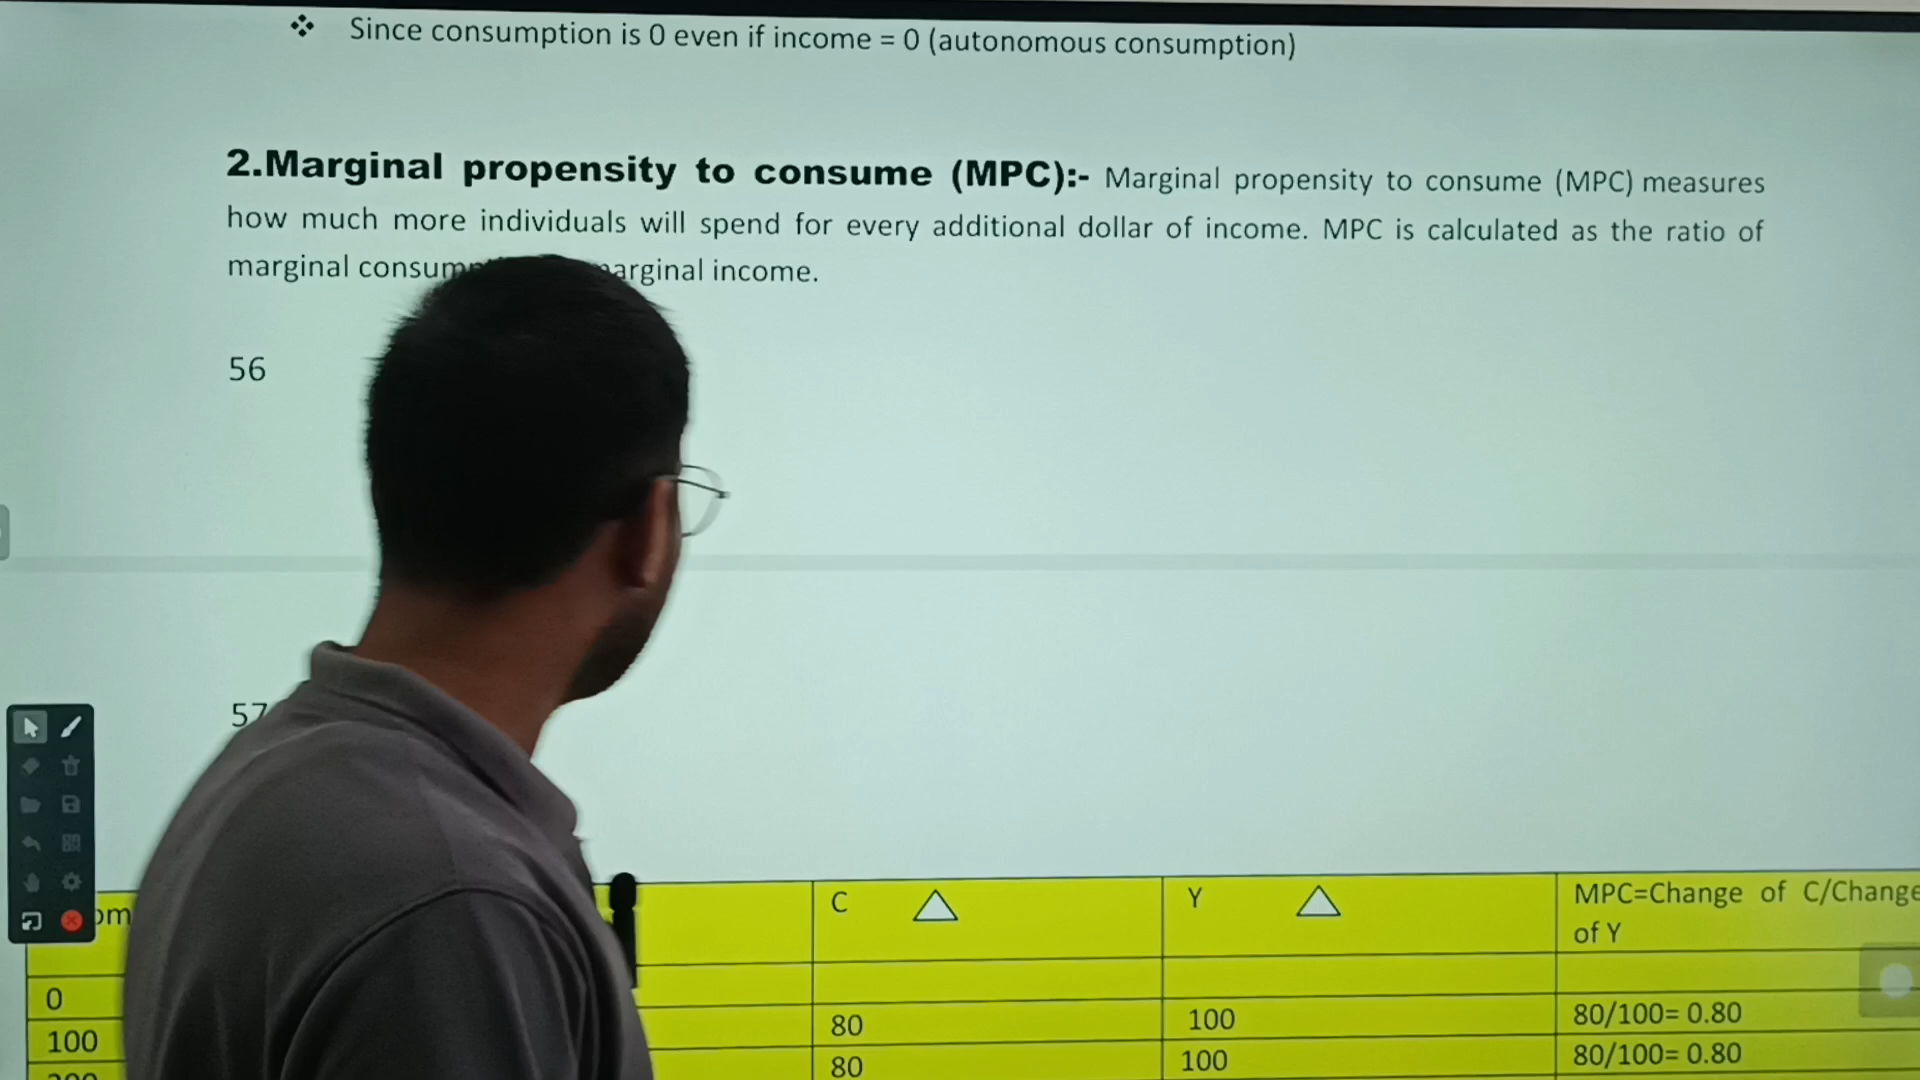 ❖ Since consumption is 0 even if income = 0 (autonomous consumption)
2.Marginal propensity to consume (MPC):- Marginal propensity to consume (MPC) measures
how much more individuals will spend for every additional dollar of income. MPC is calculated as the ratio of
marginal income.
56
57
C △ Y △ MPC=Change of C/Change
of Y
0
100 80 100 80/100= 0.80
80 100 80/100= 0.80